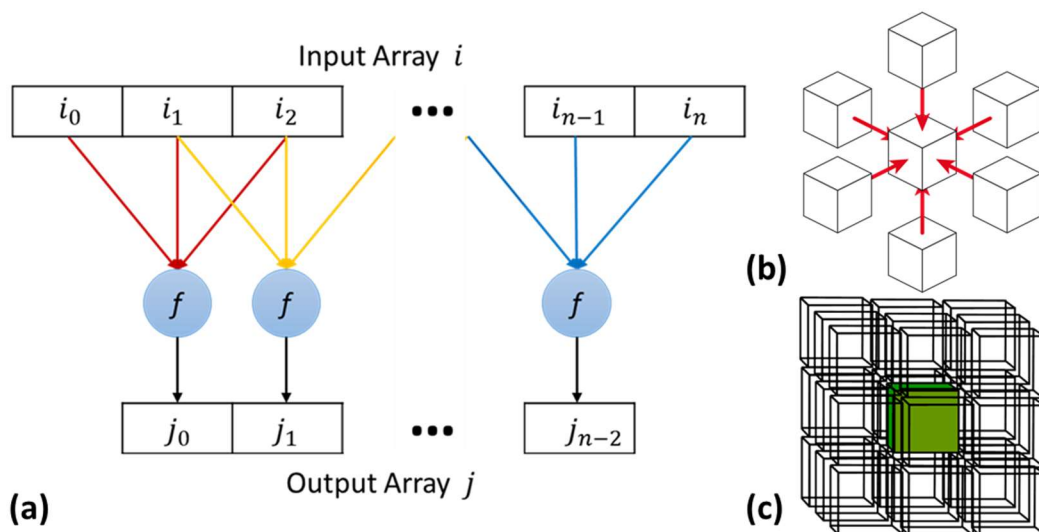 Input Array i
i₀ i₁ i₂ ••• iₙ₋₁ iₙ
f f f
j₀ j₁ ••• jₙ₋₂
Output Array j
(a)
(b)
(c)